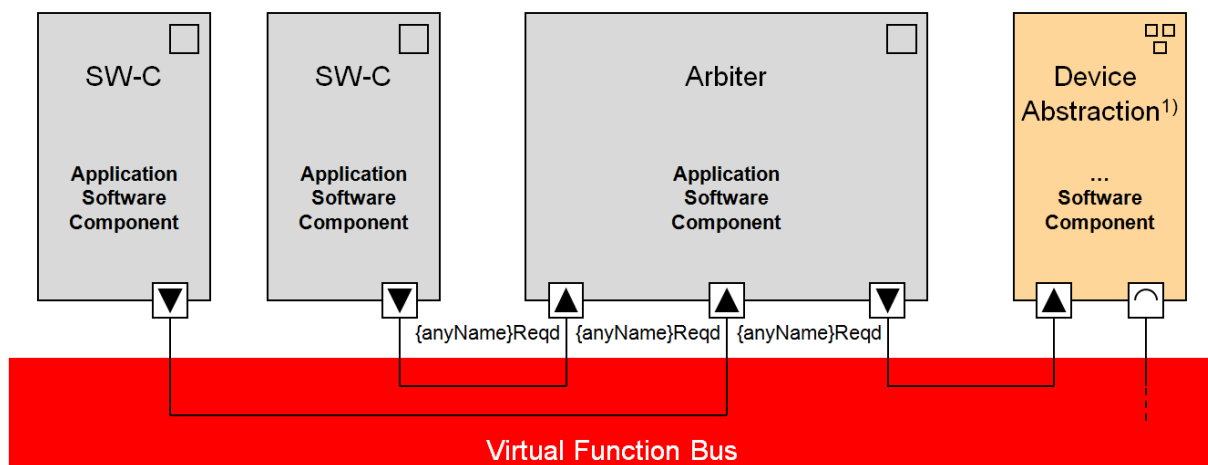 SW-C
Application
Software
Component
SW-C
Application
Software
Component
Arbiter
Application
Software
Component
Device
Abstraction1)
...
Software
Component
{anyName}Reqd {anyName}Reqd {anyName}Reqd
Virtual Function Bus